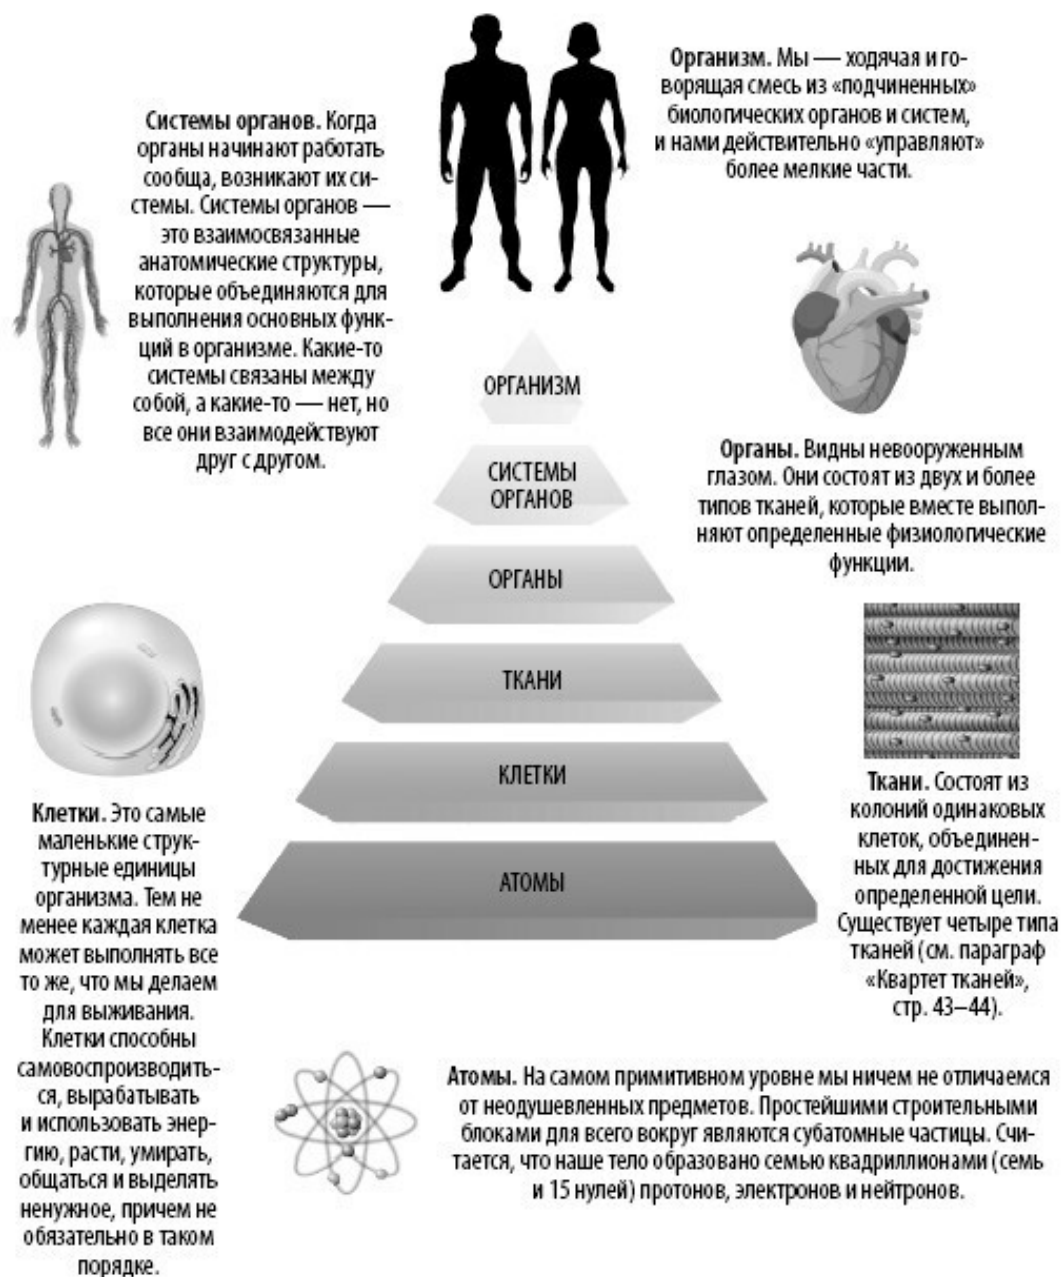 Организм. Мы — ходячая и го-
ворящая смесь из «подчиненных»
биологических органов и систем,
и нами действительно «управляют»
более мелкие части.
Системы органов. Когда
органы начинают работать
сообща, возникают их си-
стемы. Системы органов —
это взаимосвязанные
анатомические структуры,
которые объединяются для
выполнения основных функ-
ций в организме. Какие-то
системы связаны между
собой, а какие-то — нет, но
все они взаимодействуют
друг с другом.
Органы. Видны невооруженным
глазом. Они состоят из двух и более
типов тканей, которые вместе выпол-
няют определенные физиологические
функции.
ОРГАНИЗМ
СИСТЕМЫ
ОРГАНОВ
ОРГАНЫ
ТКАНИ
КЛЕТКИ
АТОМЫ
Клетки. Это самые
маленькие струк-
турные единицы
организма. Тем не
менее каждая клетка
может выполнять все
то же, что мы делаем
для выживания.
Клетки способны
самовоспроизводить-
ся, вырабатывать
и использовать энер-
гию, расти, умирать,
общаться и выделять
ненужное, причем не
обязательно в таком
порядке.
Ткани. Состоят из
колоний одинаковых
клеток, объединен-
ных для достижения
определенной цели.
Существует четыре типа
тканей (см. параграф
«Квартет тканей»,
стр. 43–44).
Атомы. На самом примитивном уровне мы ничем не отличаемся
от неодушевленных предметов. Простейшими строительными
блоками для всего вокруг являются субатомные частицы. Счи-
тается, что наше тело образовано семью квадриллионами (семь
и 15 нулей) протонов, электронов и нейтронов.